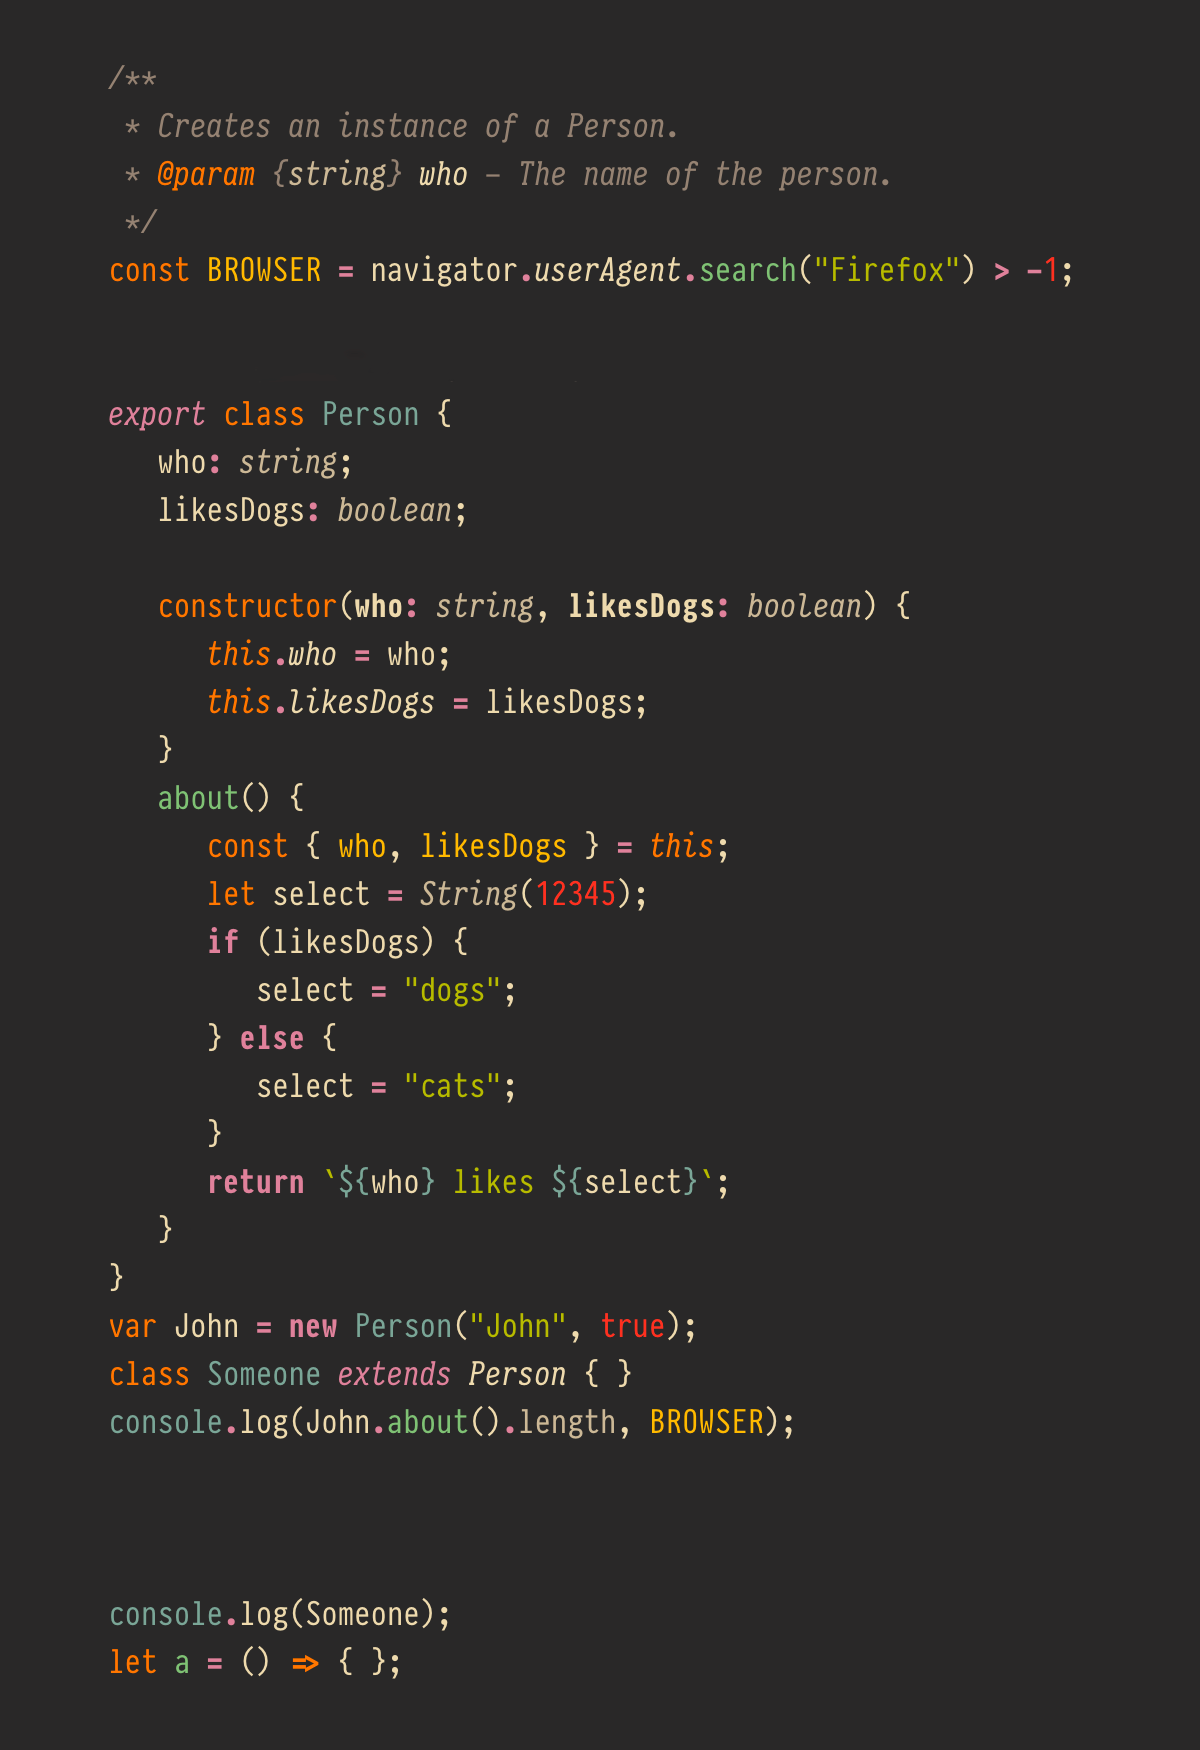 /**
 * Creates an instance of a Person.
 * @param {string} who – The name of the person.
 */
const BROWSER = navigator.userAgent.search("Firefox") > -1;
export class Person {
   who: string;
   likesDogs: boolean;
   constructor(who: string, likesDogs: boolean) {
      this.who = who;
      this.likesDogs = likesDogs;
   }
   about() {
      const { who, likesDogs } = this;
      let select = String(12345);
      if (likesDogs) {
         select = "dogs";
      } else {
         select = "cats";
      }
      return `${who} likes ${select}`;
   }
}
var John = new Person("John", true);
class Someone extends Person { }
console.log(John.about().length, BROWSER);
console.log(Someone);
let a = () => { };